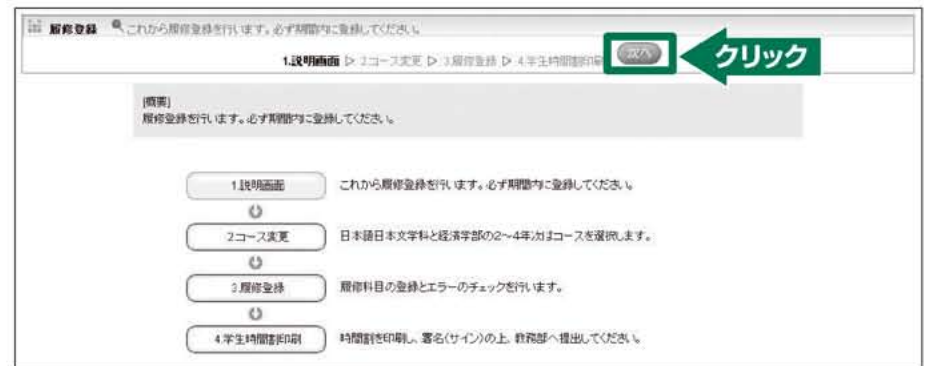 履修登録 これから履修登録を行います。必ず期間内に登録してください。
1.説明画面 ▷ 2.コース変更 ▷ 3.履修登録 ▷ 4.学生時間割印刷 次へ クリック
[概要]
履修登録を行います。必ず期間内に登録してください。
1.説明画面 これから履修登録を行います。必ず期間内に登録してください。
2.コース変更 日本語日本文学科と経済学部の2~4年次はコースを選択します。
3.履修登録 履修科目の登録とエラーのチェックを行います。
4.学生時間割印刷 時間割を印刷し、署名(サイン)の上、教務部へ提出してください。